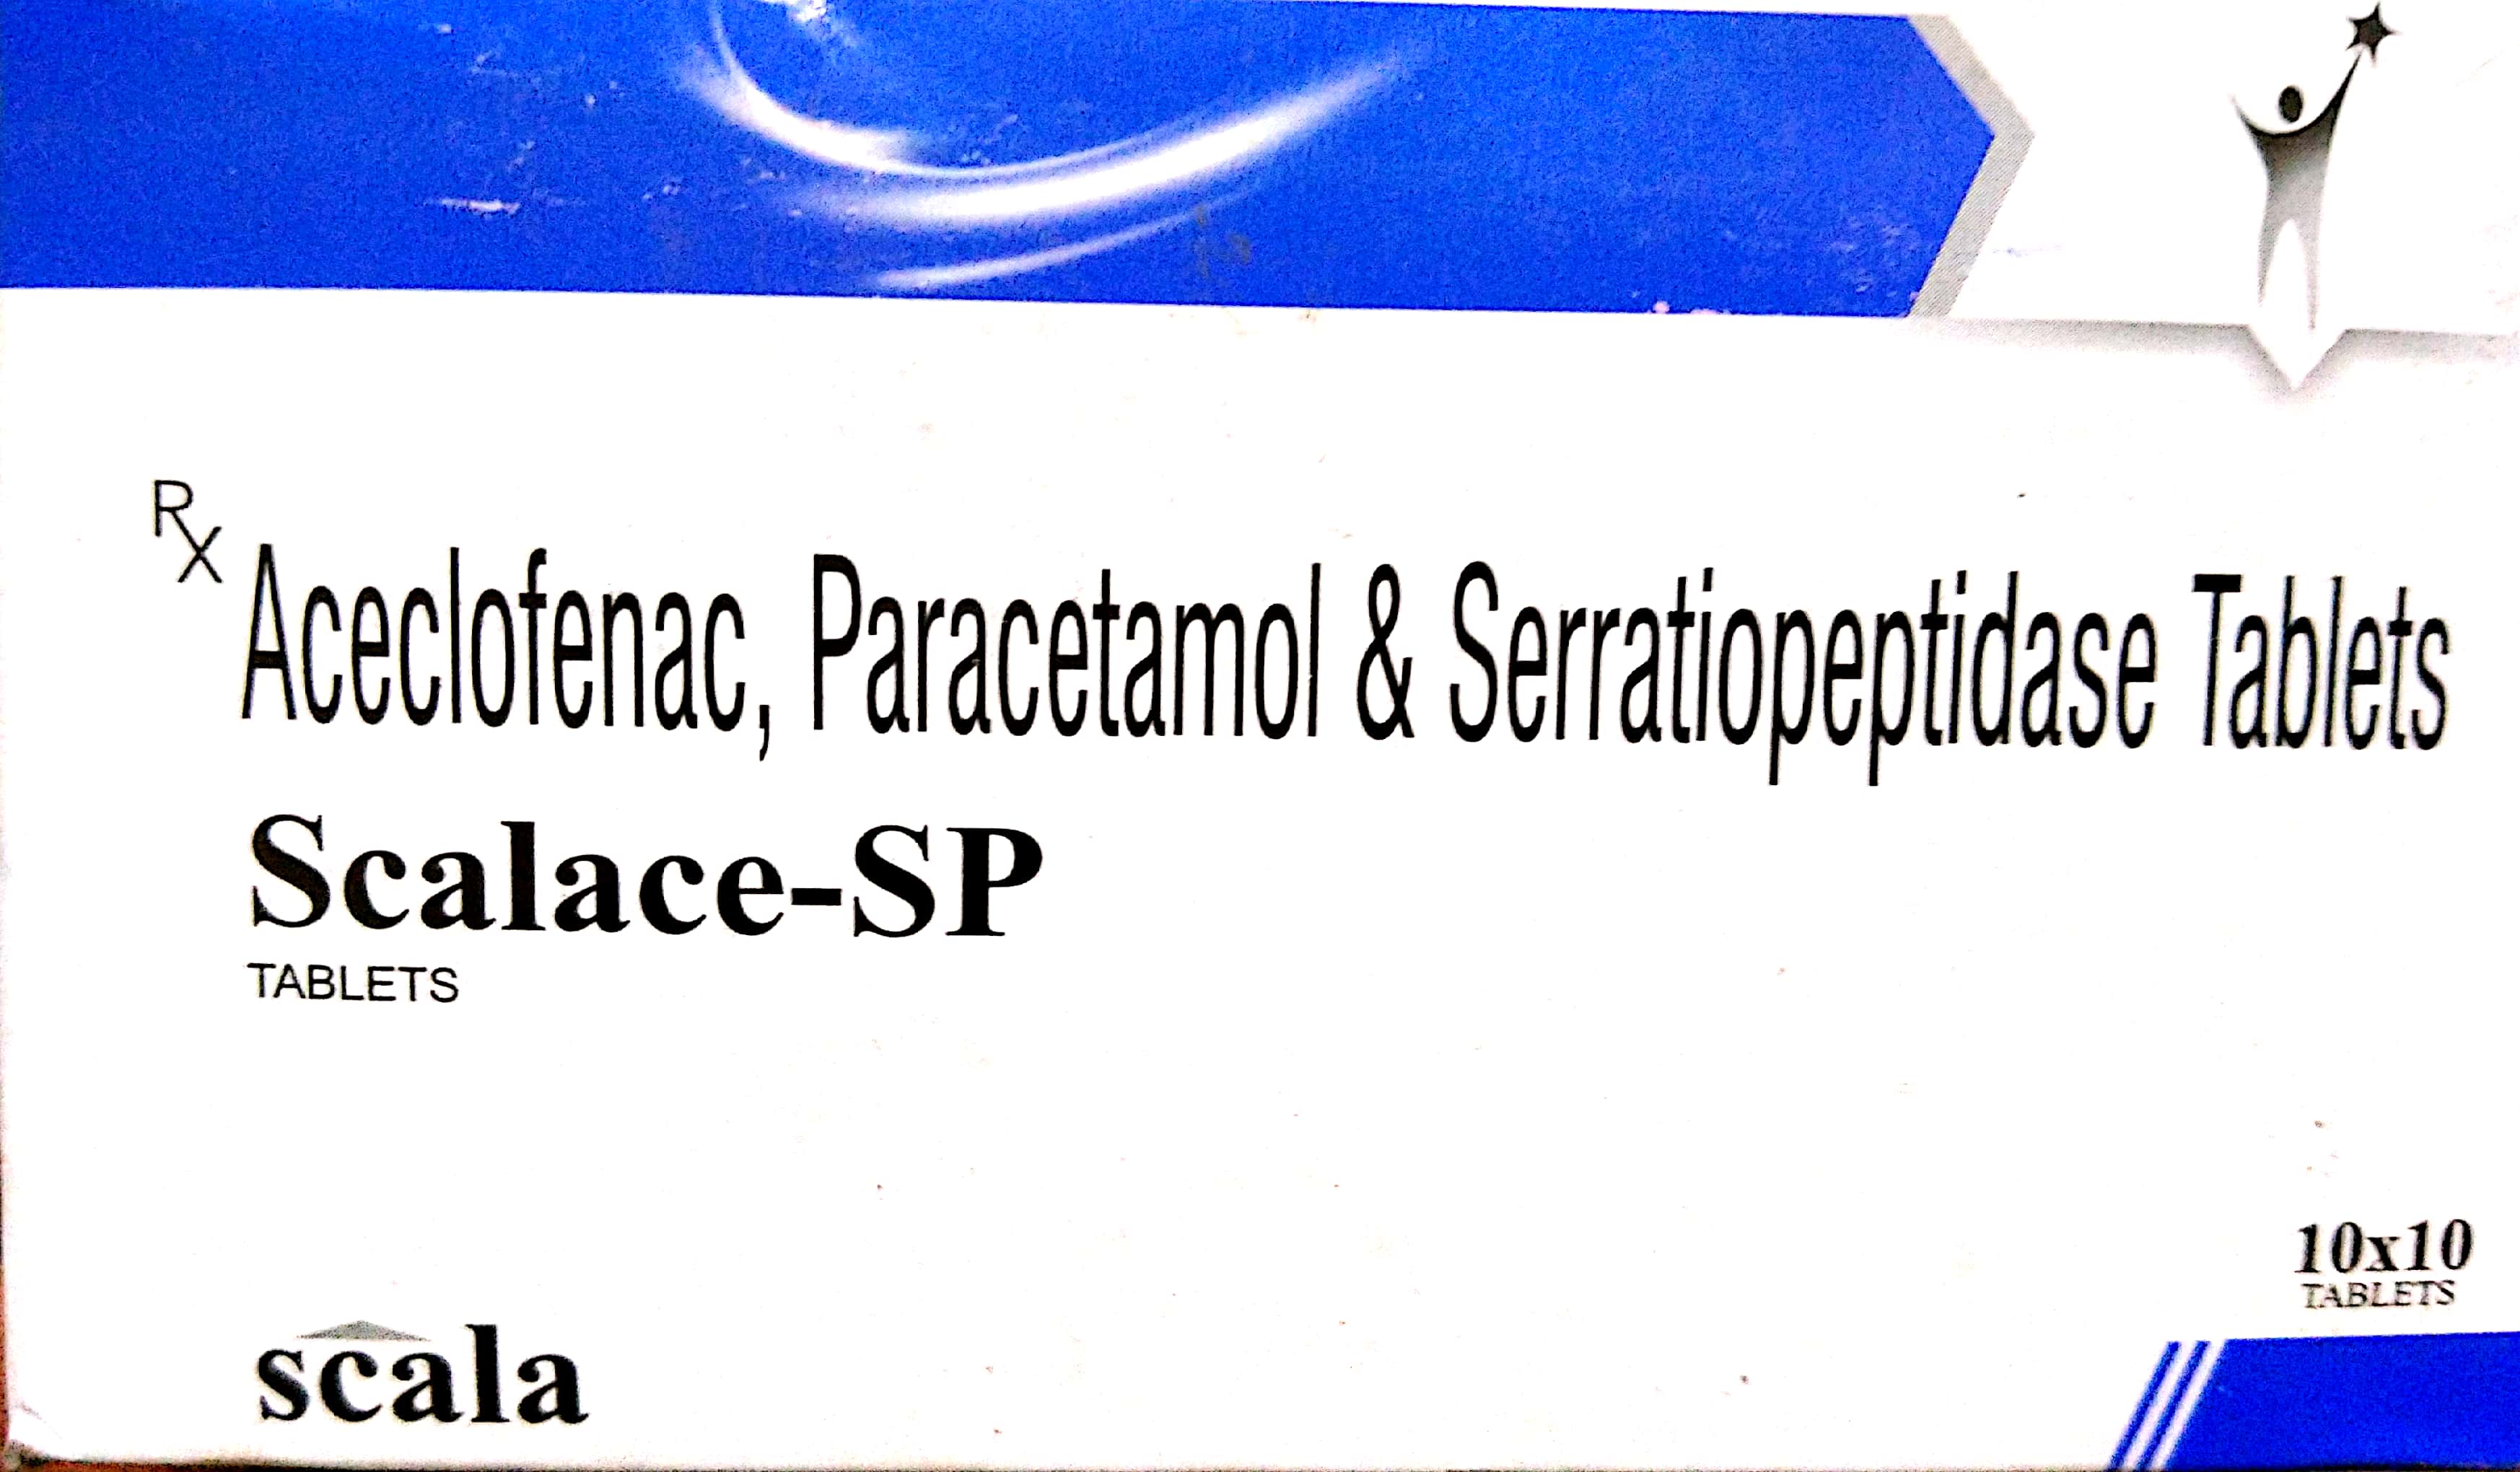 Rx Aceclofenac, Paracetamol & Serratiopeptidase Tablets
Scalace-SP
TABLETS
10x10
TABLETS
scala